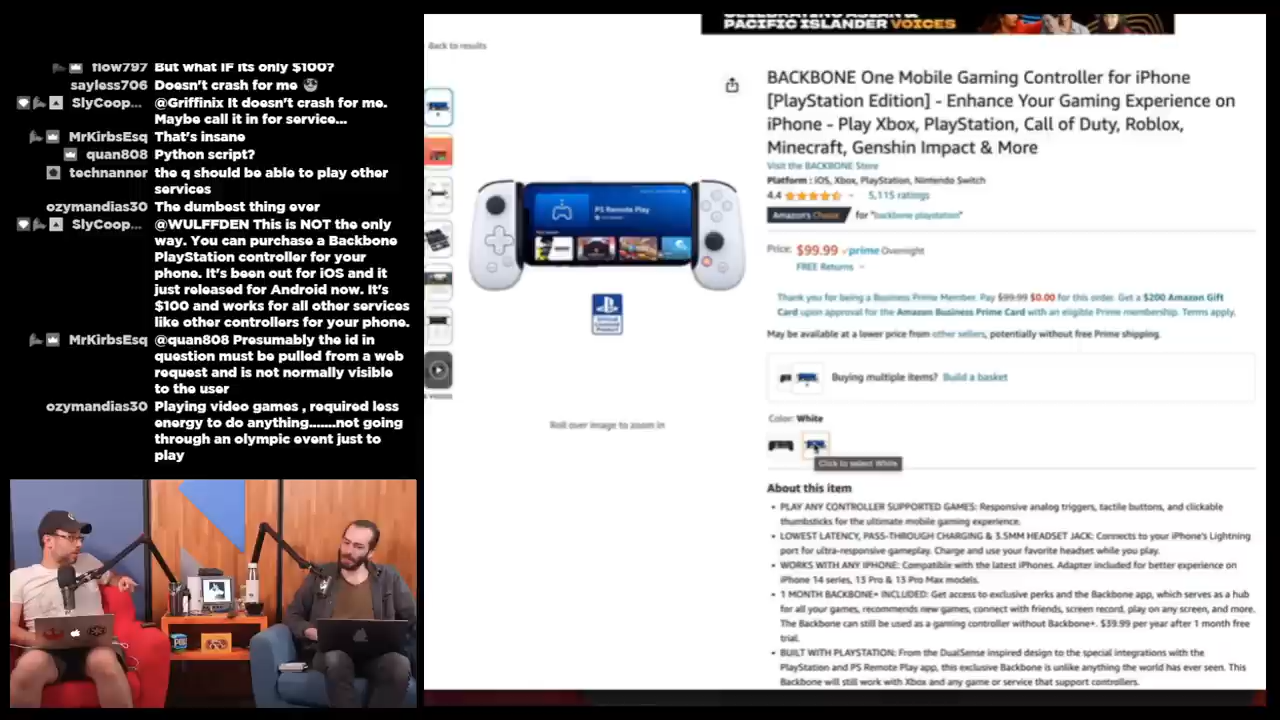 flow797 But what IF its only $100?
sayless706 Doesn't crash for me
SlyCoop... @Griffinix It doesn't crash for me.
Maybe call it in for service...
MrKirbsEsq That's insane
quan808 Python script?
techtanner the q should be able to play other
services
ozymandias30 The dumbest thing ever
SlyCoop... @WULFFDEN This is NOT the only
way. You can purchase a Backbone
PlayStation controller for your
phone. It's been out for iOS and it
just released for Android now. It's
$100 and works for all other services
like other controllers for your phone.
MrKirbsEsq @quan808 Presumably the id in
question must be pulled from a web
request and is not normally visible
to the user
ozymandias30 Playing video games , required less
energy to do anything.......not going
through an olympic event just to
play
CELEBRATING ASIAN &
PACIFIC ISLANDER VOICES
Back to results
BACKBONE One Mobile Gaming Controller for iPhone
[PlayStation Edition] - Enhance Your Gaming Experience on
iPhone - Play Xbox, PlayStation, Call of Duty, Roblox,
Minecraft, Genshin Impact & More
Visit the BACKBONE Store
Platform : iOS, Xbox, PlayStation, Nintendo Switch
4.4 5,115 ratings
Amazon's Choice for "backbone playstation"
Price: $99.99 prime Overnight
FREE Returns
Thank you for being a Business Prime Member. Pay $99.99 $0.00 for this order. Get a $200 Amazon Gift
Card upon approval for the Amazon Business Prime Card with an eligible Prime membership. Terms apply.
May be available at a lower price from other sellers, potentially without free Prime shipping.
Buying multiple items? Build a basket
Color: White
Click to select White
PS Remote Play
Roll over image to zoom in
About this item
• PLAY ANY CONTROLLER SUPPORTED GAMES: Responsive analog triggers, tactile buttons, and clickable
thumbsticks for the ultimate mobile gaming experience.
• LOWEST LATENCY, PASS-THROUGH CHARGING & 3.5MM HEADSET JACK: Connects to your iPhone's Lightning
port for ultra-responsive gameplay. Charge and use your favorite headset while you play.
• WORKS WITH ANY IPHONE: Compatible with the latest iPhones. Adapter included for better experience on
iPhone 14 series, 13 Pro & 13 Pro Max models.
• 1 MONTH BACKBONE+ INCLUDED: Get access to exclusive perks and the Backbone app, which serves as a hub
for all your games, recommends new games, connect with friends, screen record, play on any screen, and more.
The Backbone can still be used as a gaming controller without Backbone+. $39.99 per year after 1 month free
trial.
• BUILT WITH PLAYSTATION: From the DualSense inspired design to the special integrations with the
PlayStation and PS Remote Play app, this exclusive Backbone is unlike anything the world has ever seen. This
Backbone will still work with Xbox and any game or service that support controllers.